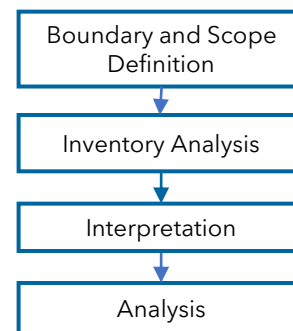 Boundary and Scope
Definition
Inventory Analysis
Interpretation
Analysis